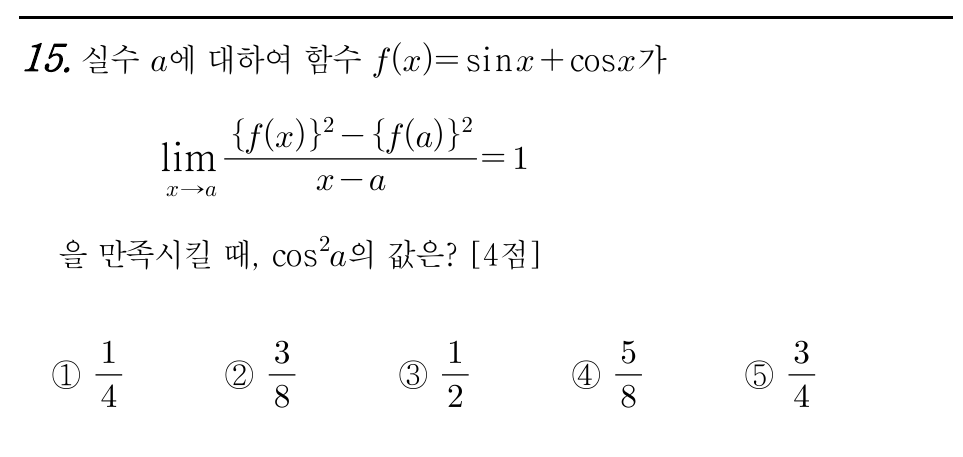 15. 실수 a에 대하여 함수 f(x)=sinx+cosx가
lim_{x→a} \frac{{f(x)}²-{f(a)}²}{x-a}=1
을 만족시킬 때, cos²a의 값은? [4점]
① 1/4 ② 3/8 ③ 1/2 ④ 5/8 ⑤ 3/4